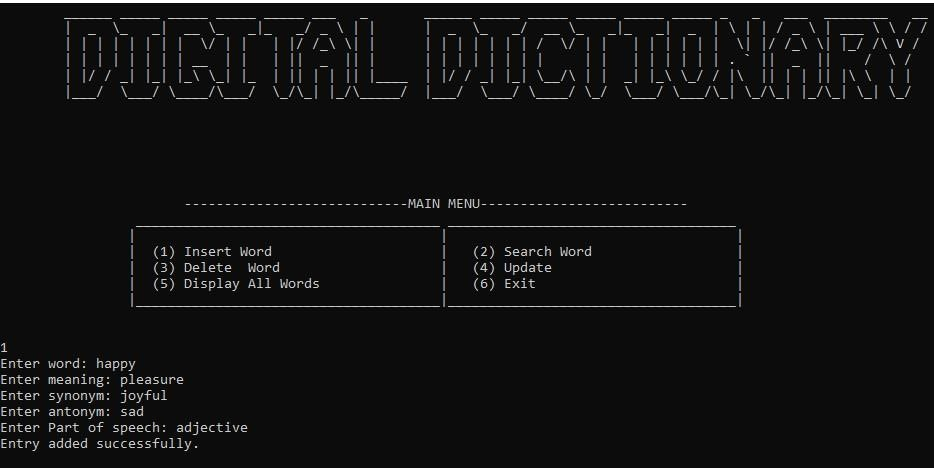 DIGITAL DICTIONARY
---------------------------MAIN MENU-------------------------
(1) Insert Word (2) Search Word
(3) Delete  Word (4) Update
(5) Display All Words (6) Exit
1
Enter word: happy
Enter meaning: pleasure
Enter synonym: joyful
Enter antonym: sad
Enter Part of speech: adjective
Entry added successfully.